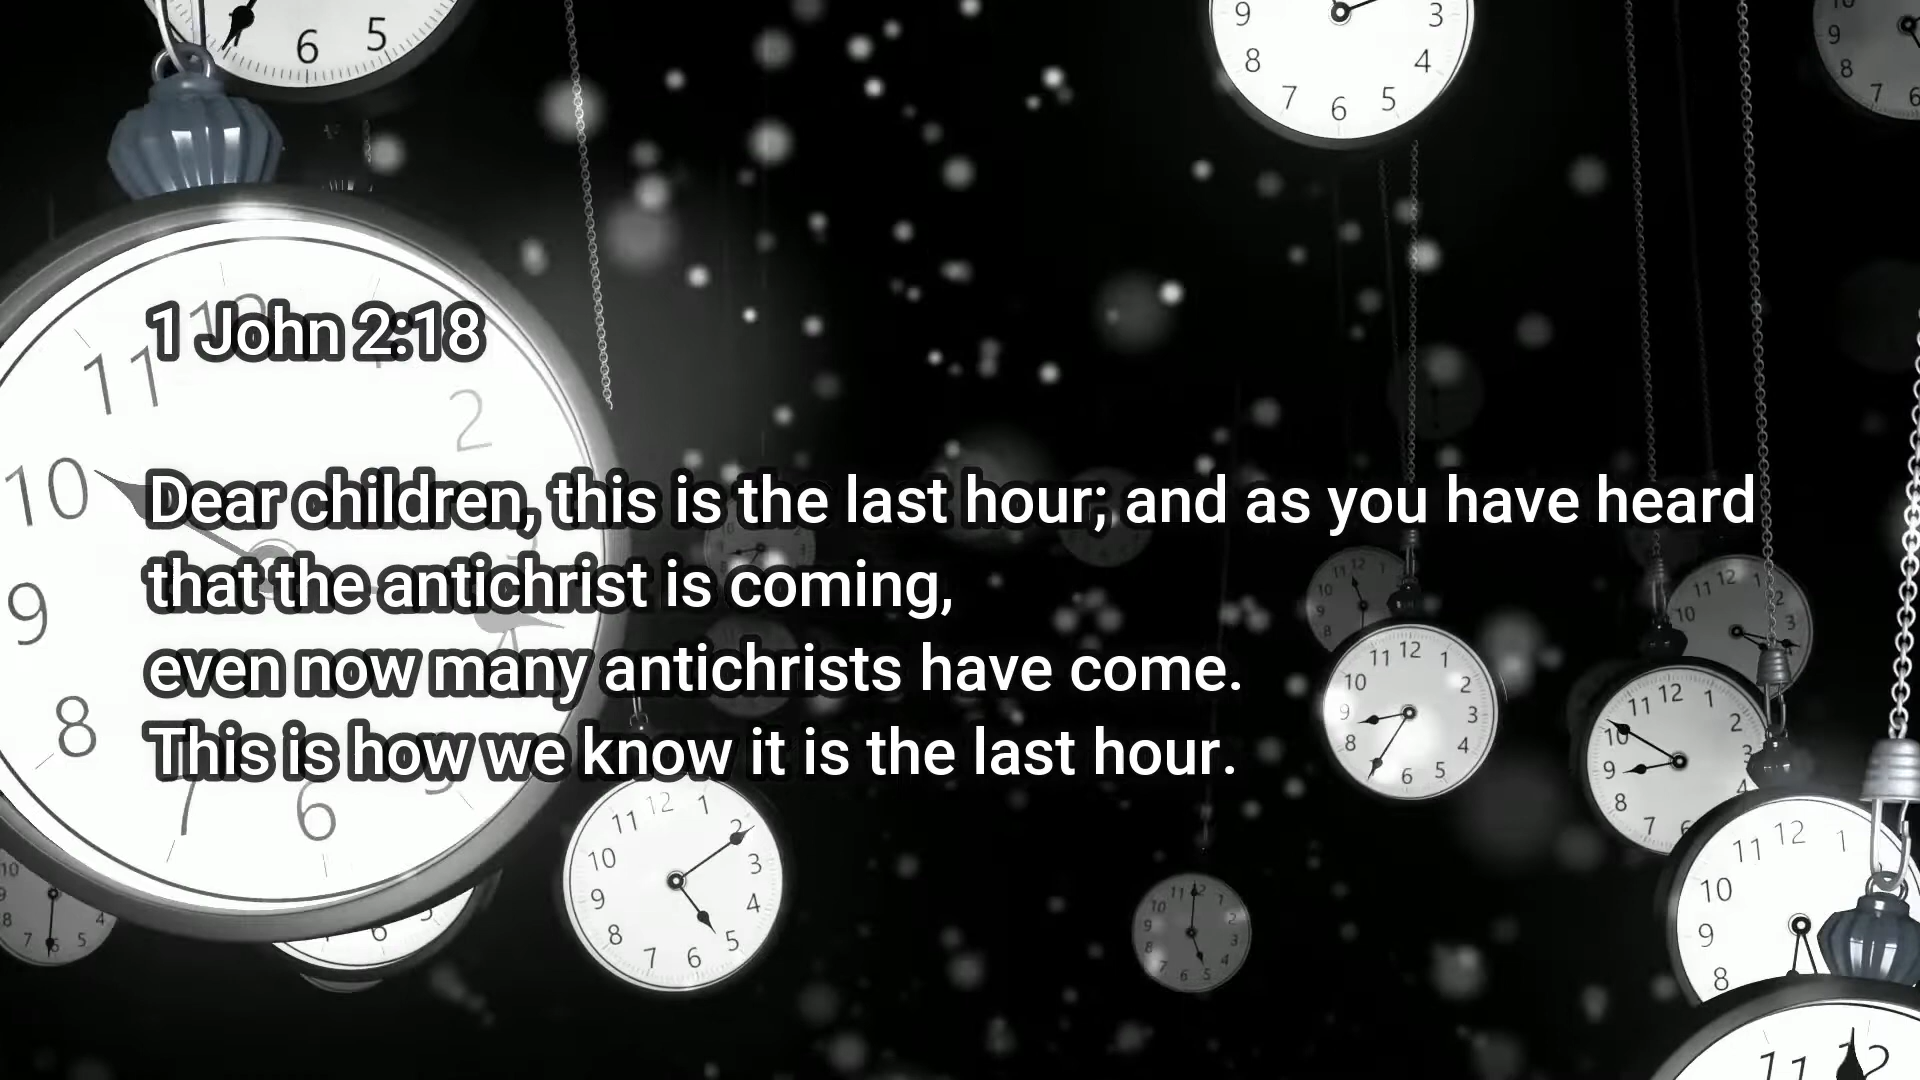 1 John 2:18
Dear children, this is the last hour; and as you have heard
that the antichrist is coming,
even now many antichrists have come.
This is how we know it is the last hour.